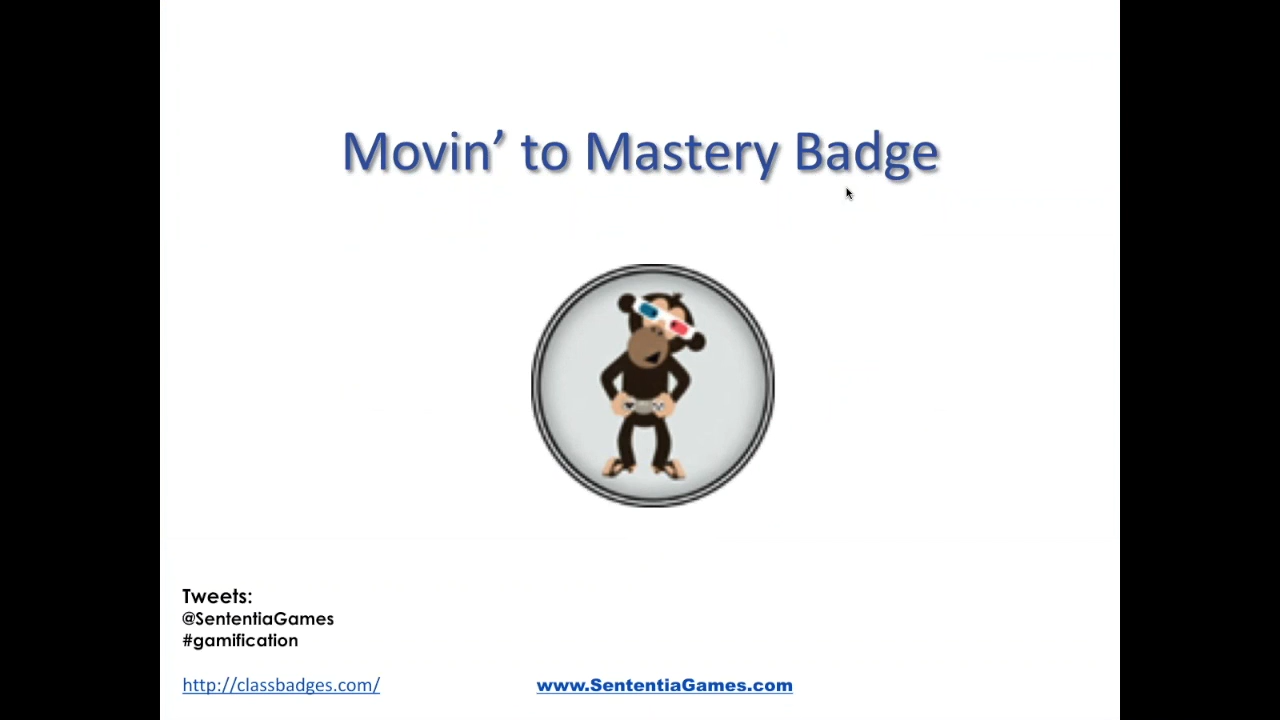 Movin’ to Mastery Badge
Tweets:
@SententiaGames
#gamification
http://classbadges.com/
www.SententiaGames.com